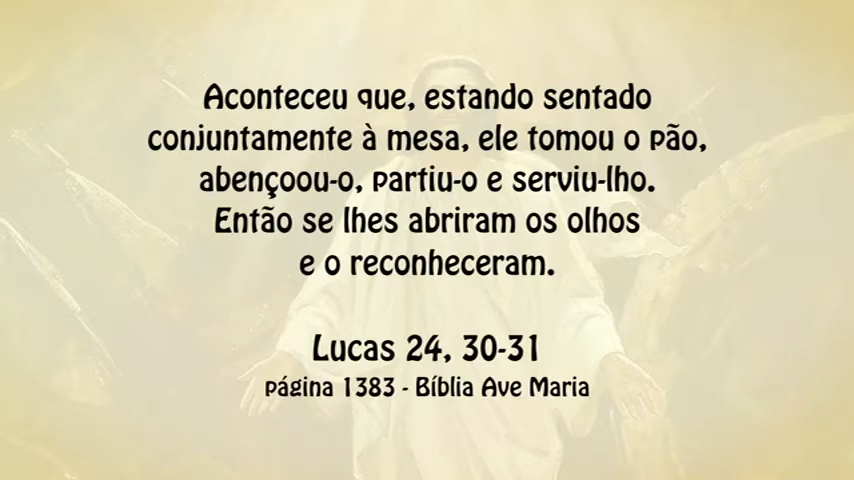 Aconteceu que, estando sentado
conjuntamente à mesa, ele tomou o pão,
abençoou-o, partiu-o e serviu-lho.
Então se lhes abriram os olhos
e o reconheceram.
Lucas 24, 30-31
página 1383 - Bíblia Ave Maria